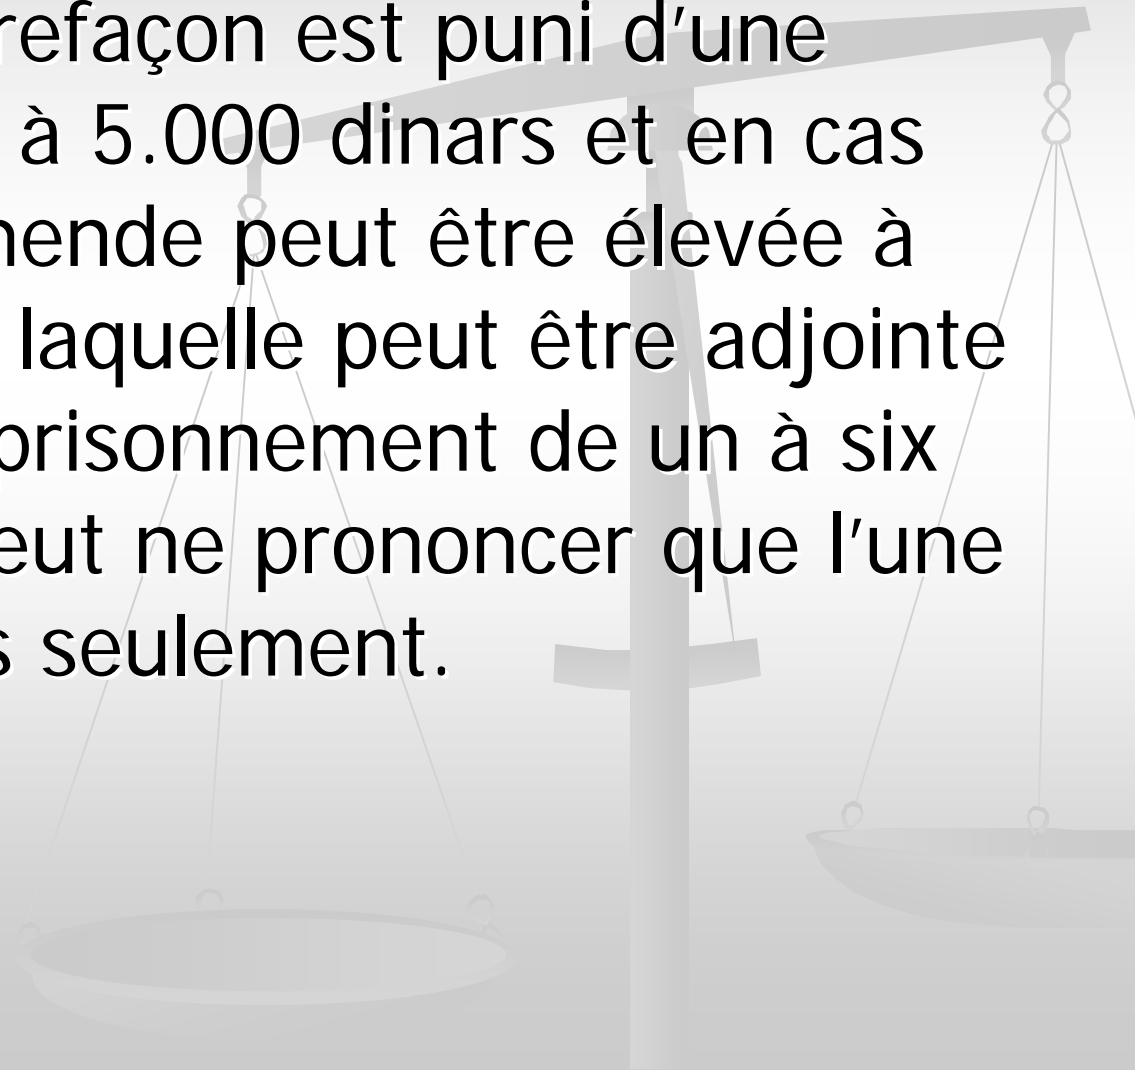 refaçon est puni d'une
à 5.000 dinars et en cas
ende peut être élevée à
laquelle peut être adjointe
prisonnement de un à six
eut ne prononcer que l'une
s seulement.